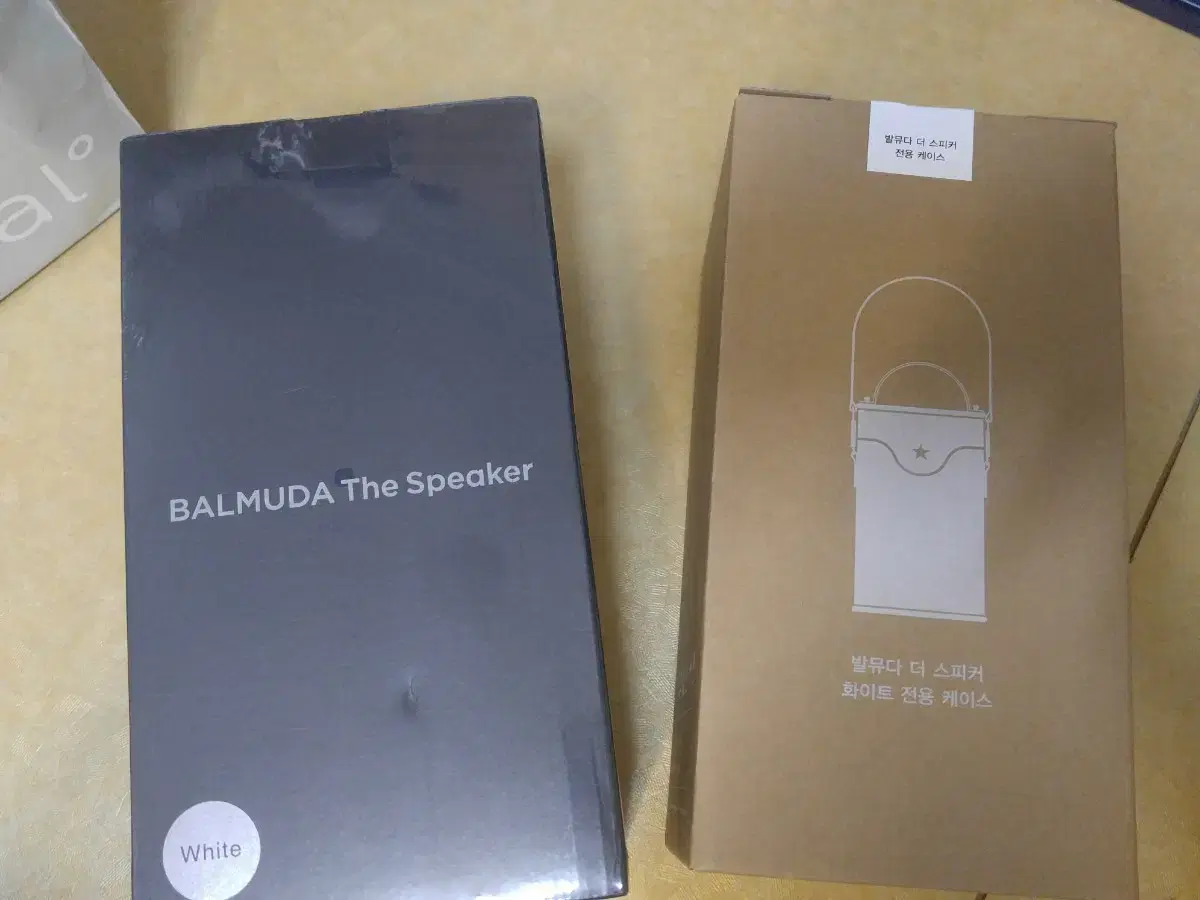 al°
BALMUDA The Speaker
White
발뮤다 더 스피커
전용 케이스
발뮤다 더 스피커
화이트 전용 케이스